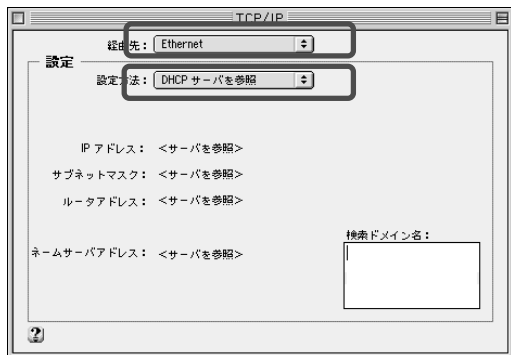 TCP/IP
経由先： Ethernet
設定
設定方法： DHCP サーバを参照
IP アドレス： <サーバを参照>
サブネットマスク： <サーバを参照>
ルータアドレス： <サーバを参照>
検索ドメイン名：
ネームサーバアドレス： <サーバを参照>
?